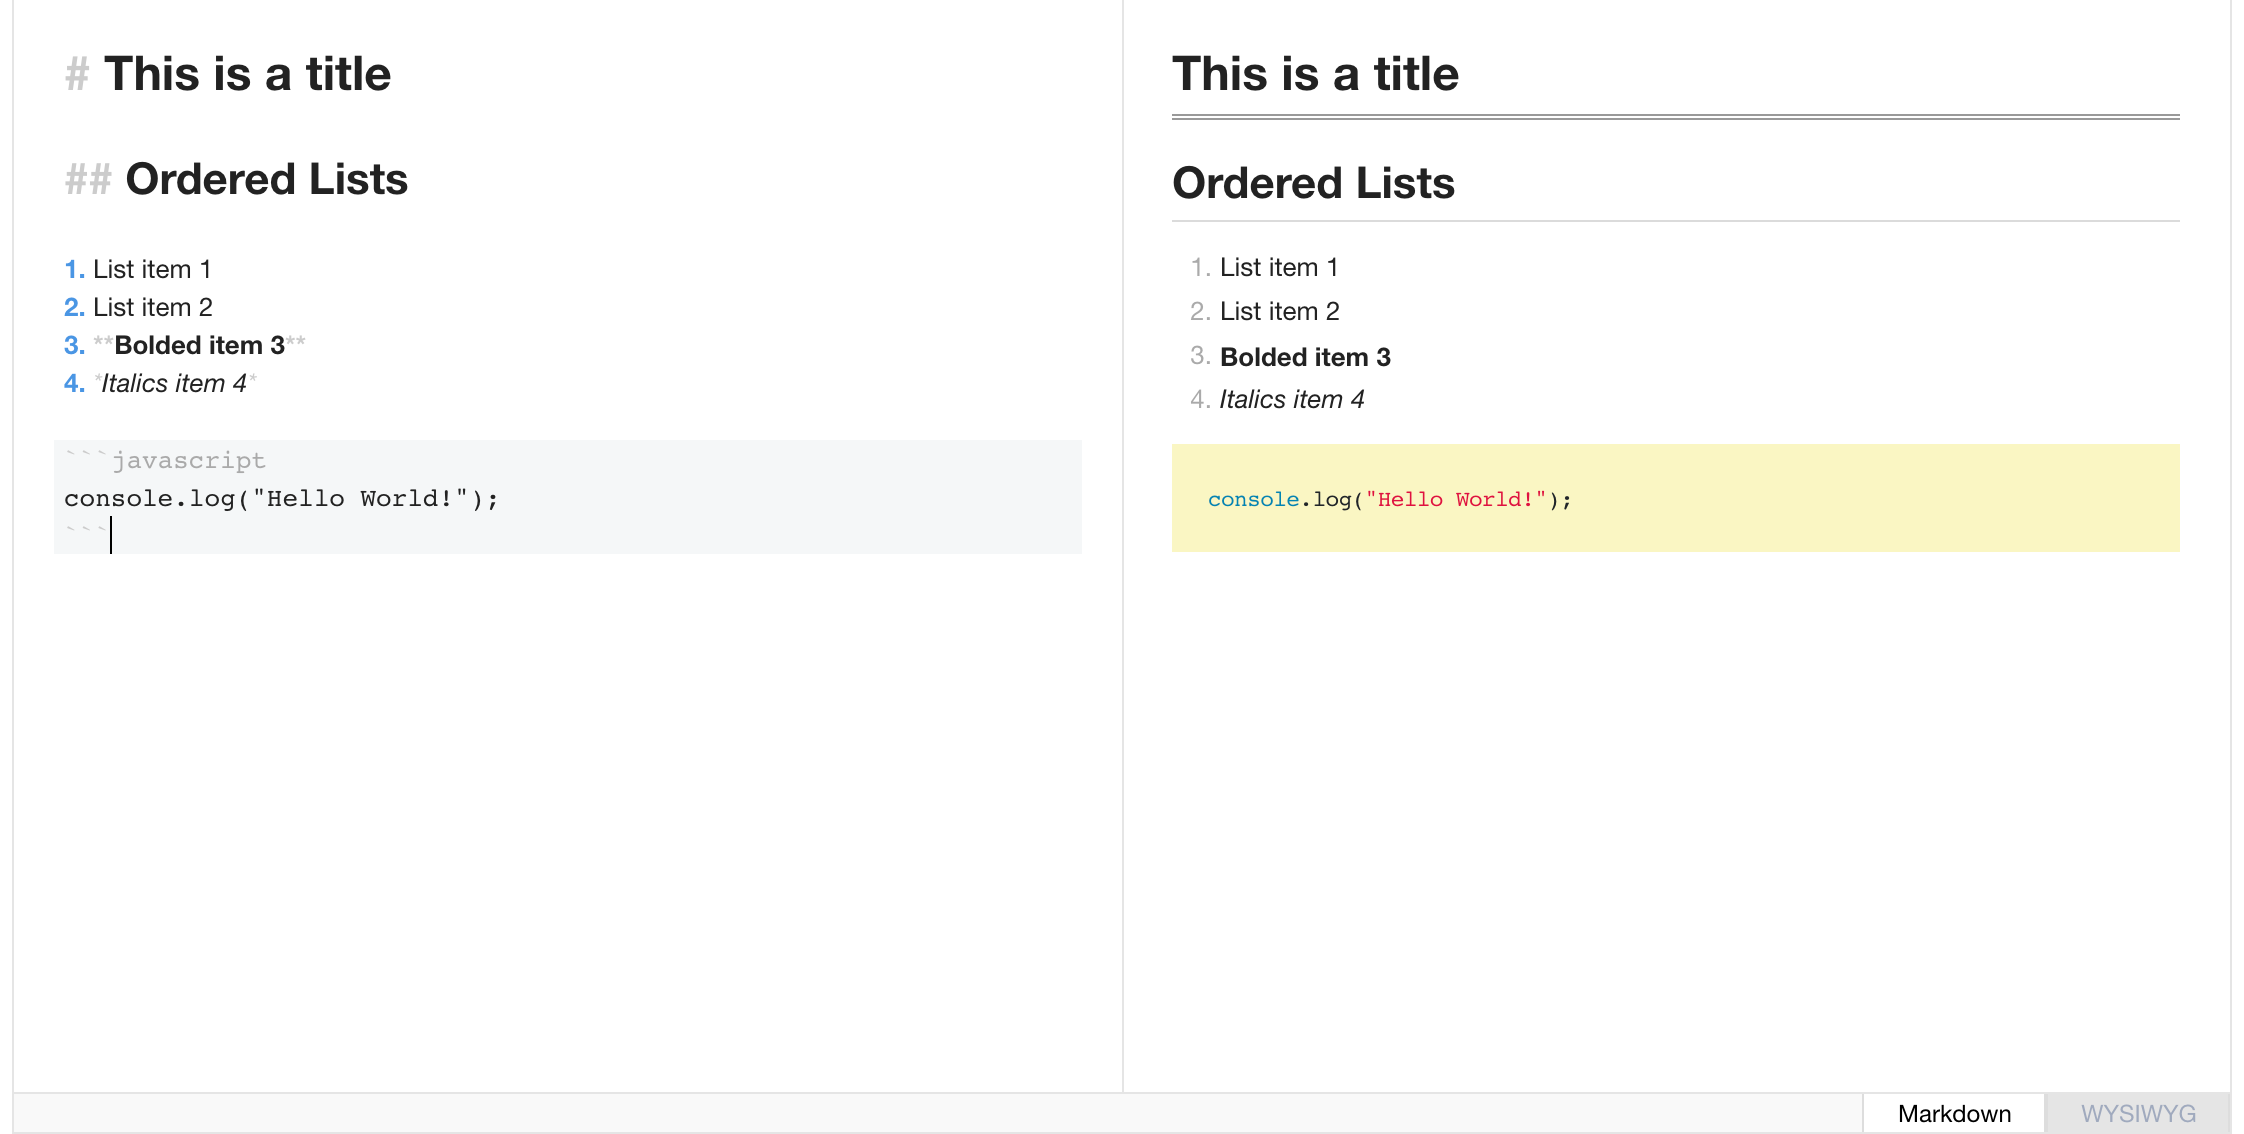 # This is a title
## Ordered Lists
1. List item 1
2. List item 2
3. **Bolded item 3**
4. *Italics item 4*
```javascript
console.log("Hello World!");
```
This is a title
Ordered Lists
1. List item 1
2. List item 2
3. Bolded item 3
4. Italics item 4
console.log("Hello World!");
Markdown
WYSIWYG